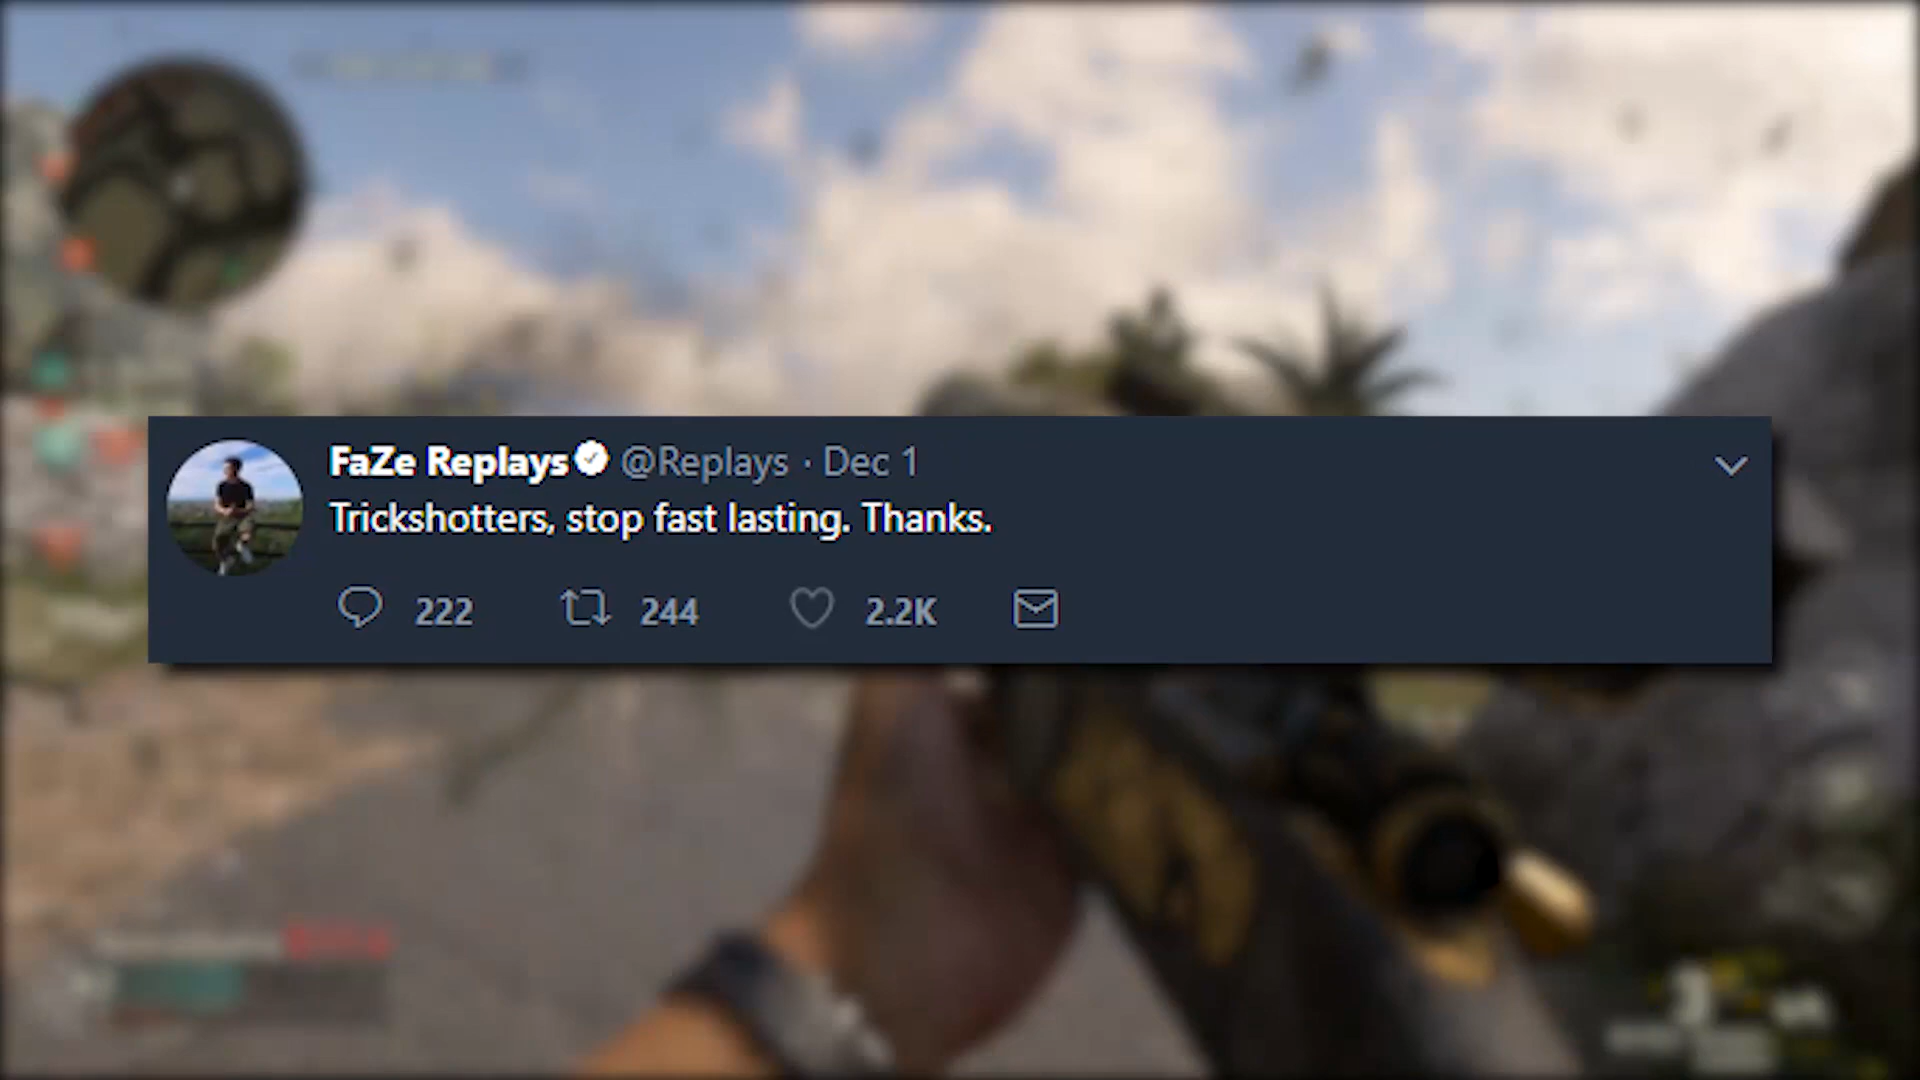 FaZe Replays @Replays · Dec 1
Trickshotters, stop fast lasting. Thanks.
222 244 2.2K